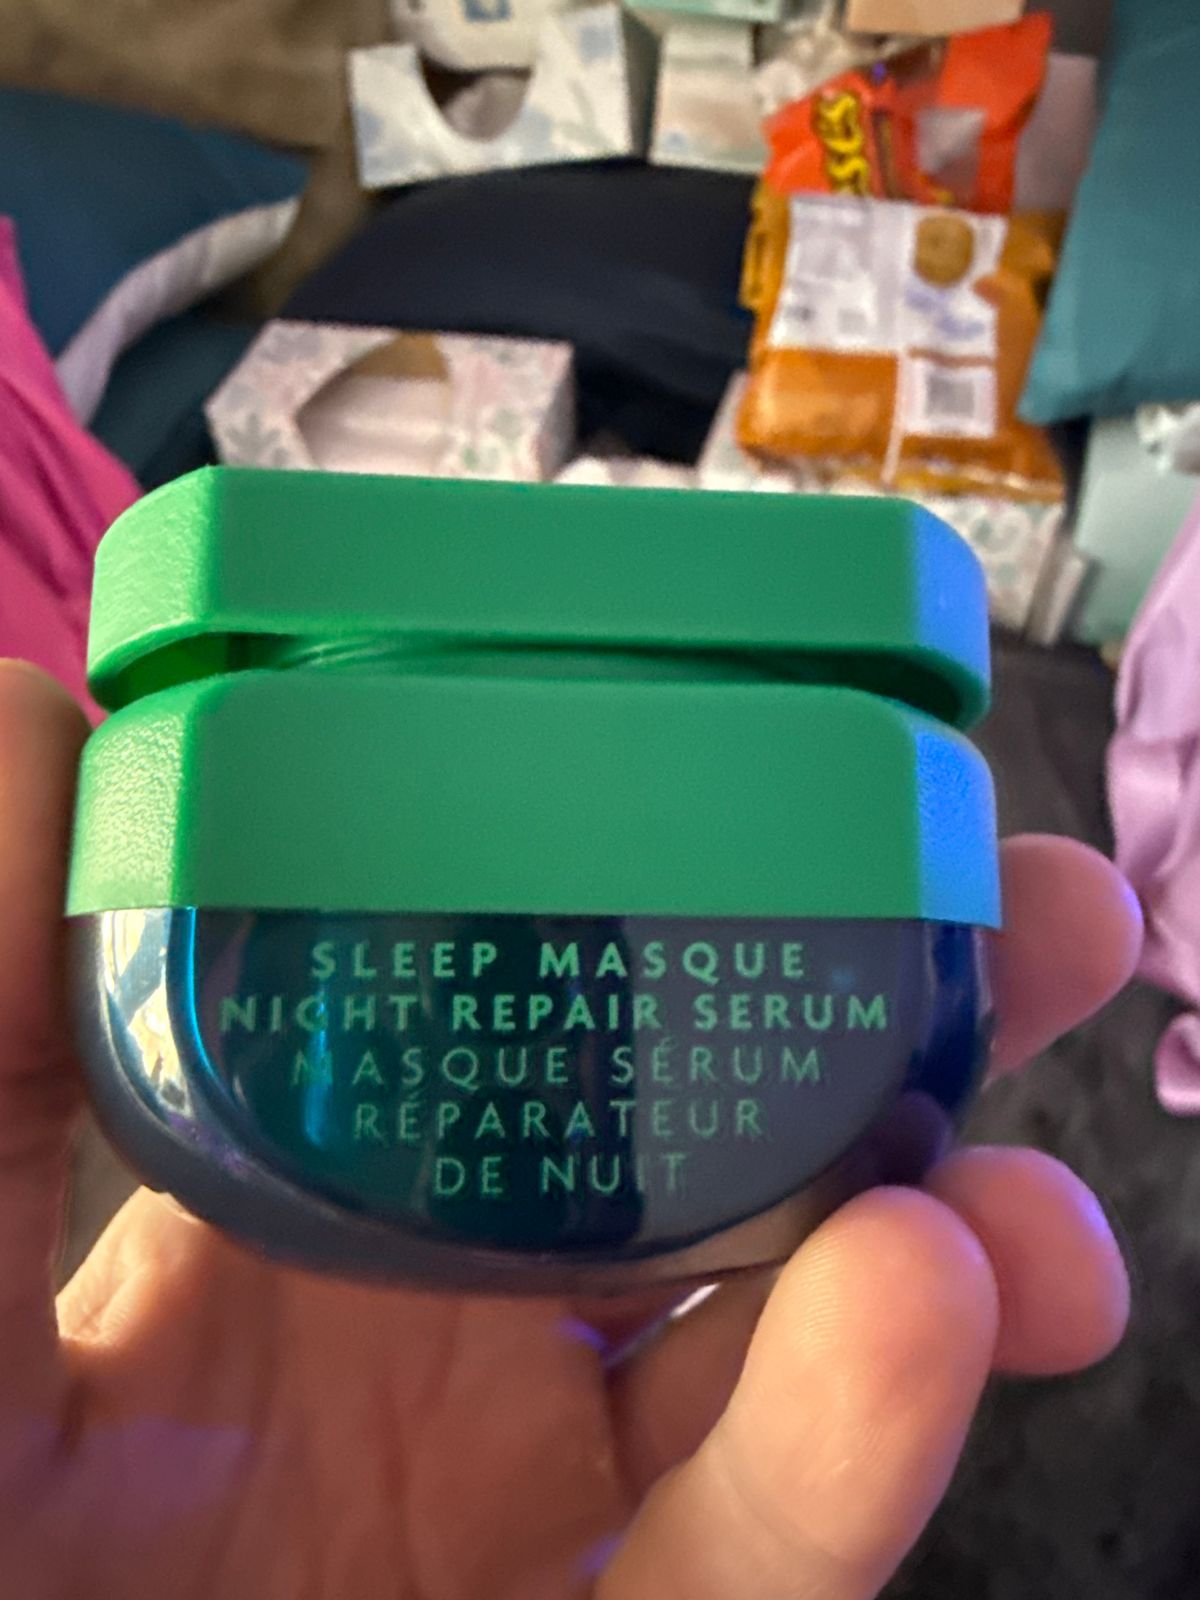 SLEEP MASQUE
NIGHT REPAIR SERUM
MASQUE SÉRUM
RÉPARATEUR
DE NUIT